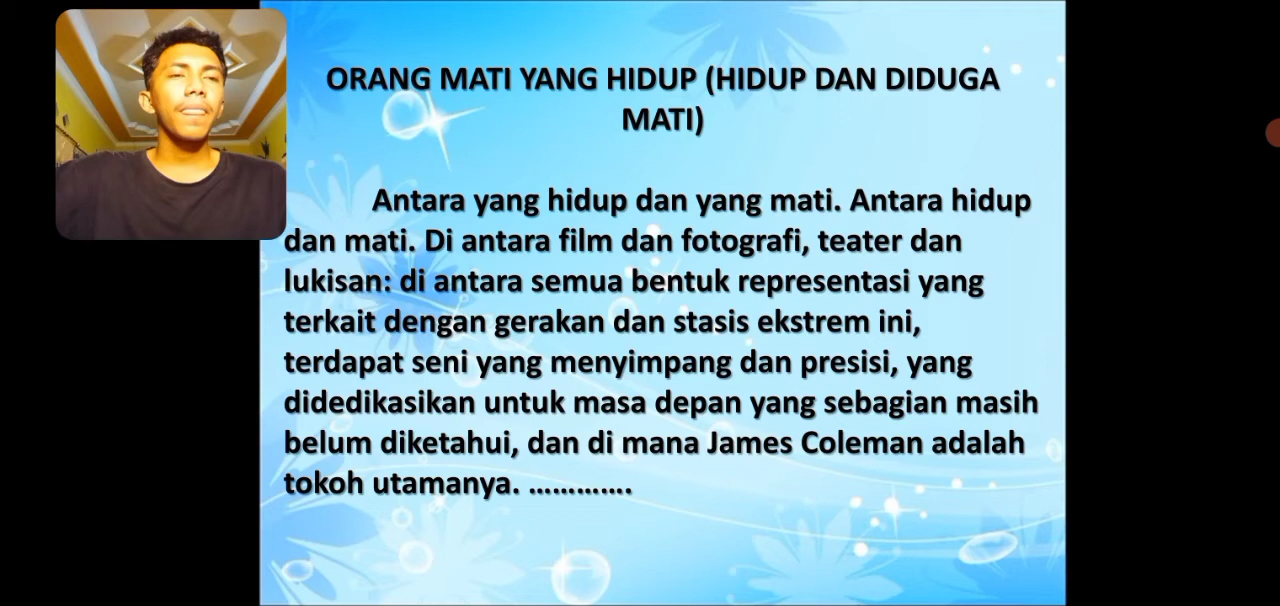 ORANG MATI YANG HIDUP (HIDUP DAN DIDUGA
MATI)
Antara yang hidup dan yang mati. Antara hidup
dan mati. Di antara film dan fotografi, teater dan
lukisan: di antara semua bentuk representasi yang
terkait dengan gerakan dan stasis ekstrem ini,
terdapat seni yang menyimpang dan presisi, yang
didedikasikan untuk masa depan yang sebagian masih
belum diketahui, dan di mana James Coleman adalah
tokoh utamanya. ………….